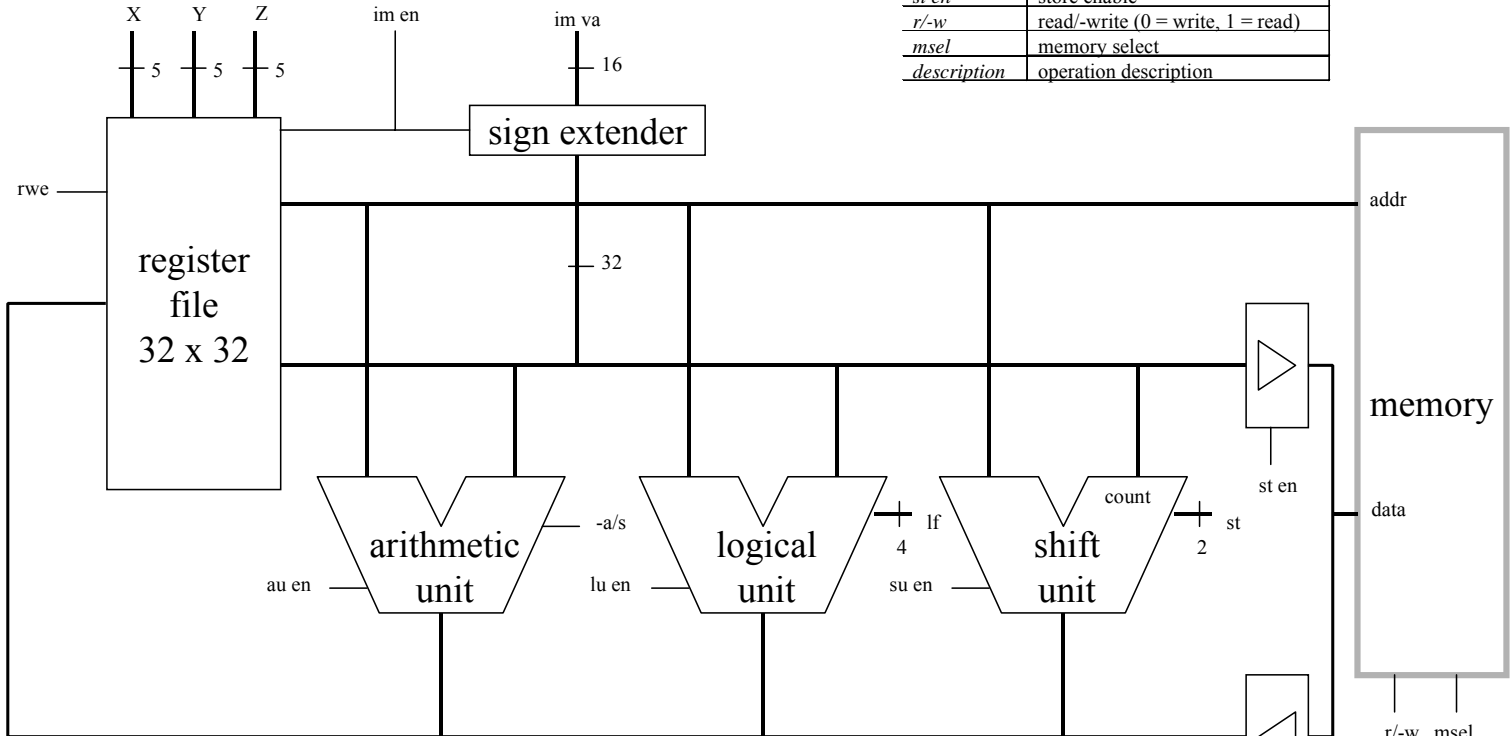 X Y Z im en im va
st en store enable
r/-w read/-write (0 = write, 1 = read)
msel memory select
description operation description
5 5 5 16
sign extender
rwe
addr
register
file
32 x 32
32
memory
st en
data
count
-a/s
lf
4
st
2
arithmetic
unit
au en
logical
unit
lu en
shift
unit
su en
r/-w msel